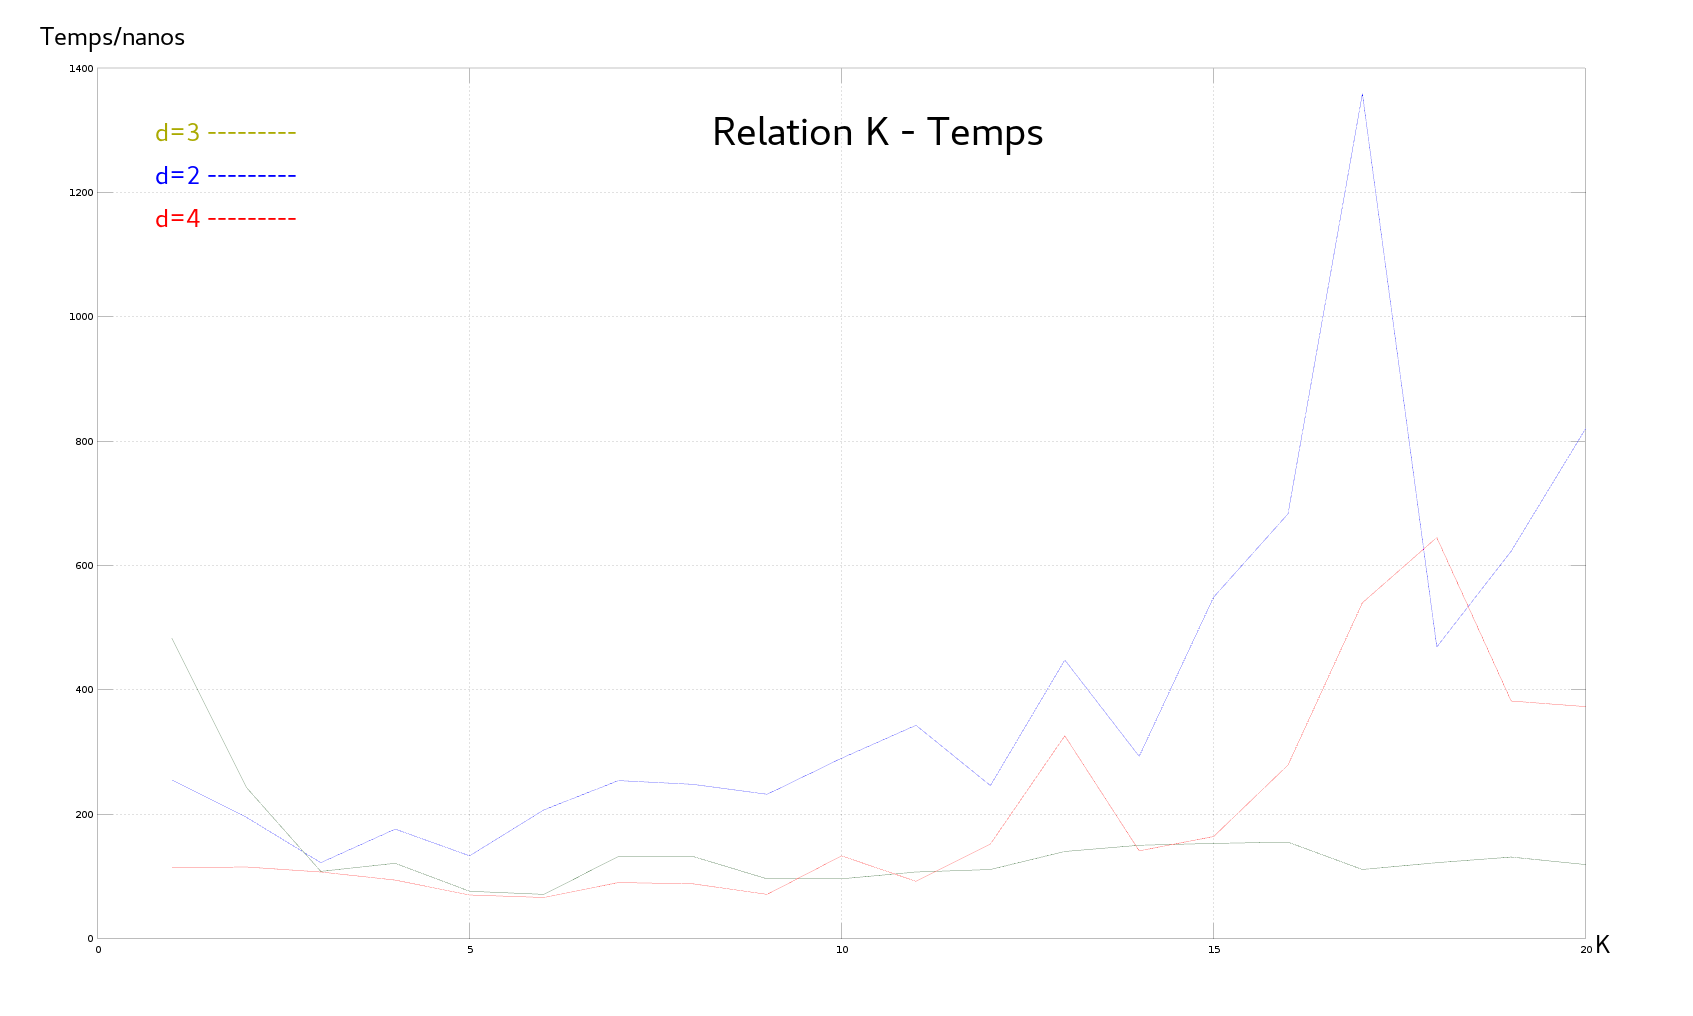 Temps/nanos
Relation K - Temps
d=3 ---------
d=2 ---------
d=4 ---------
1400
1200
1000
800
600
400
200
0
0 5 10 15 20 K